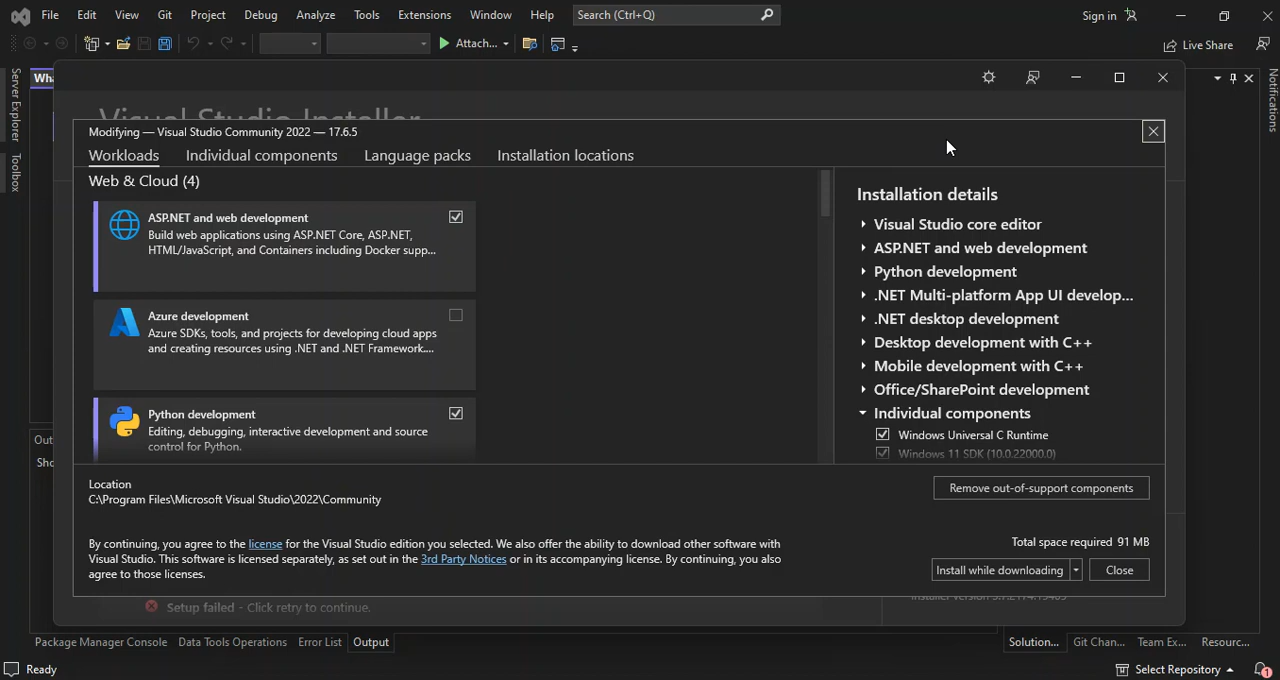 File Edit View Git Project Debug Analyze Tools Extensions Window Help Search (Ctrl+Q) Sign in
Attach... Live Share
Server Explorer
Toolbox
Notifications
Wha
Visual Studio Installer
Modifying — Visual Studio Community 2022 — 17.6.5
Workloads Individual components Language packs Installation locations
Web & Cloud (4)
ASP.NET and web development
Build web applications using ASP.NET Core, ASP.NET,
HTML/JavaScript, and Containers including Docker supp...
Azure development
Azure SDKs, tools, and projects for developing cloud apps
and creating resources using .NET and .NET Framework....
Python development
Editing, debugging, interactive development and source
control for Python.
Installation details
Visual Studio core editor
ASP.NET and web development
Python development
.NET Multi-platform App UI develop...
.NET desktop development
Desktop development with C++
Mobile development with C++
Office/SharePoint development
Individual components
Windows Universal C Runtime
Windows 11 SDK (10.0.22000.0)
Out
Sho
Location
C:\Program Files\Microsoft Visual Studio\2022\Community
Remove out-of-support components
By continuing, you agree to the license for the Visual Studio edition you selected. We also offer the ability to download other software with
Visual Studio. This software is licensed separately, as set out in the 3rd Party Notices or in its accompanying license. By continuing, you also
agree to those licenses.
Total space required 91 MB
Install while downloading Close
Setup failed - Click retry to continue.
Package Manager Console Data Tools Operations Error List Output Solution... Git Chan... Team Ex... Resourc...
Ready Select Repository 1